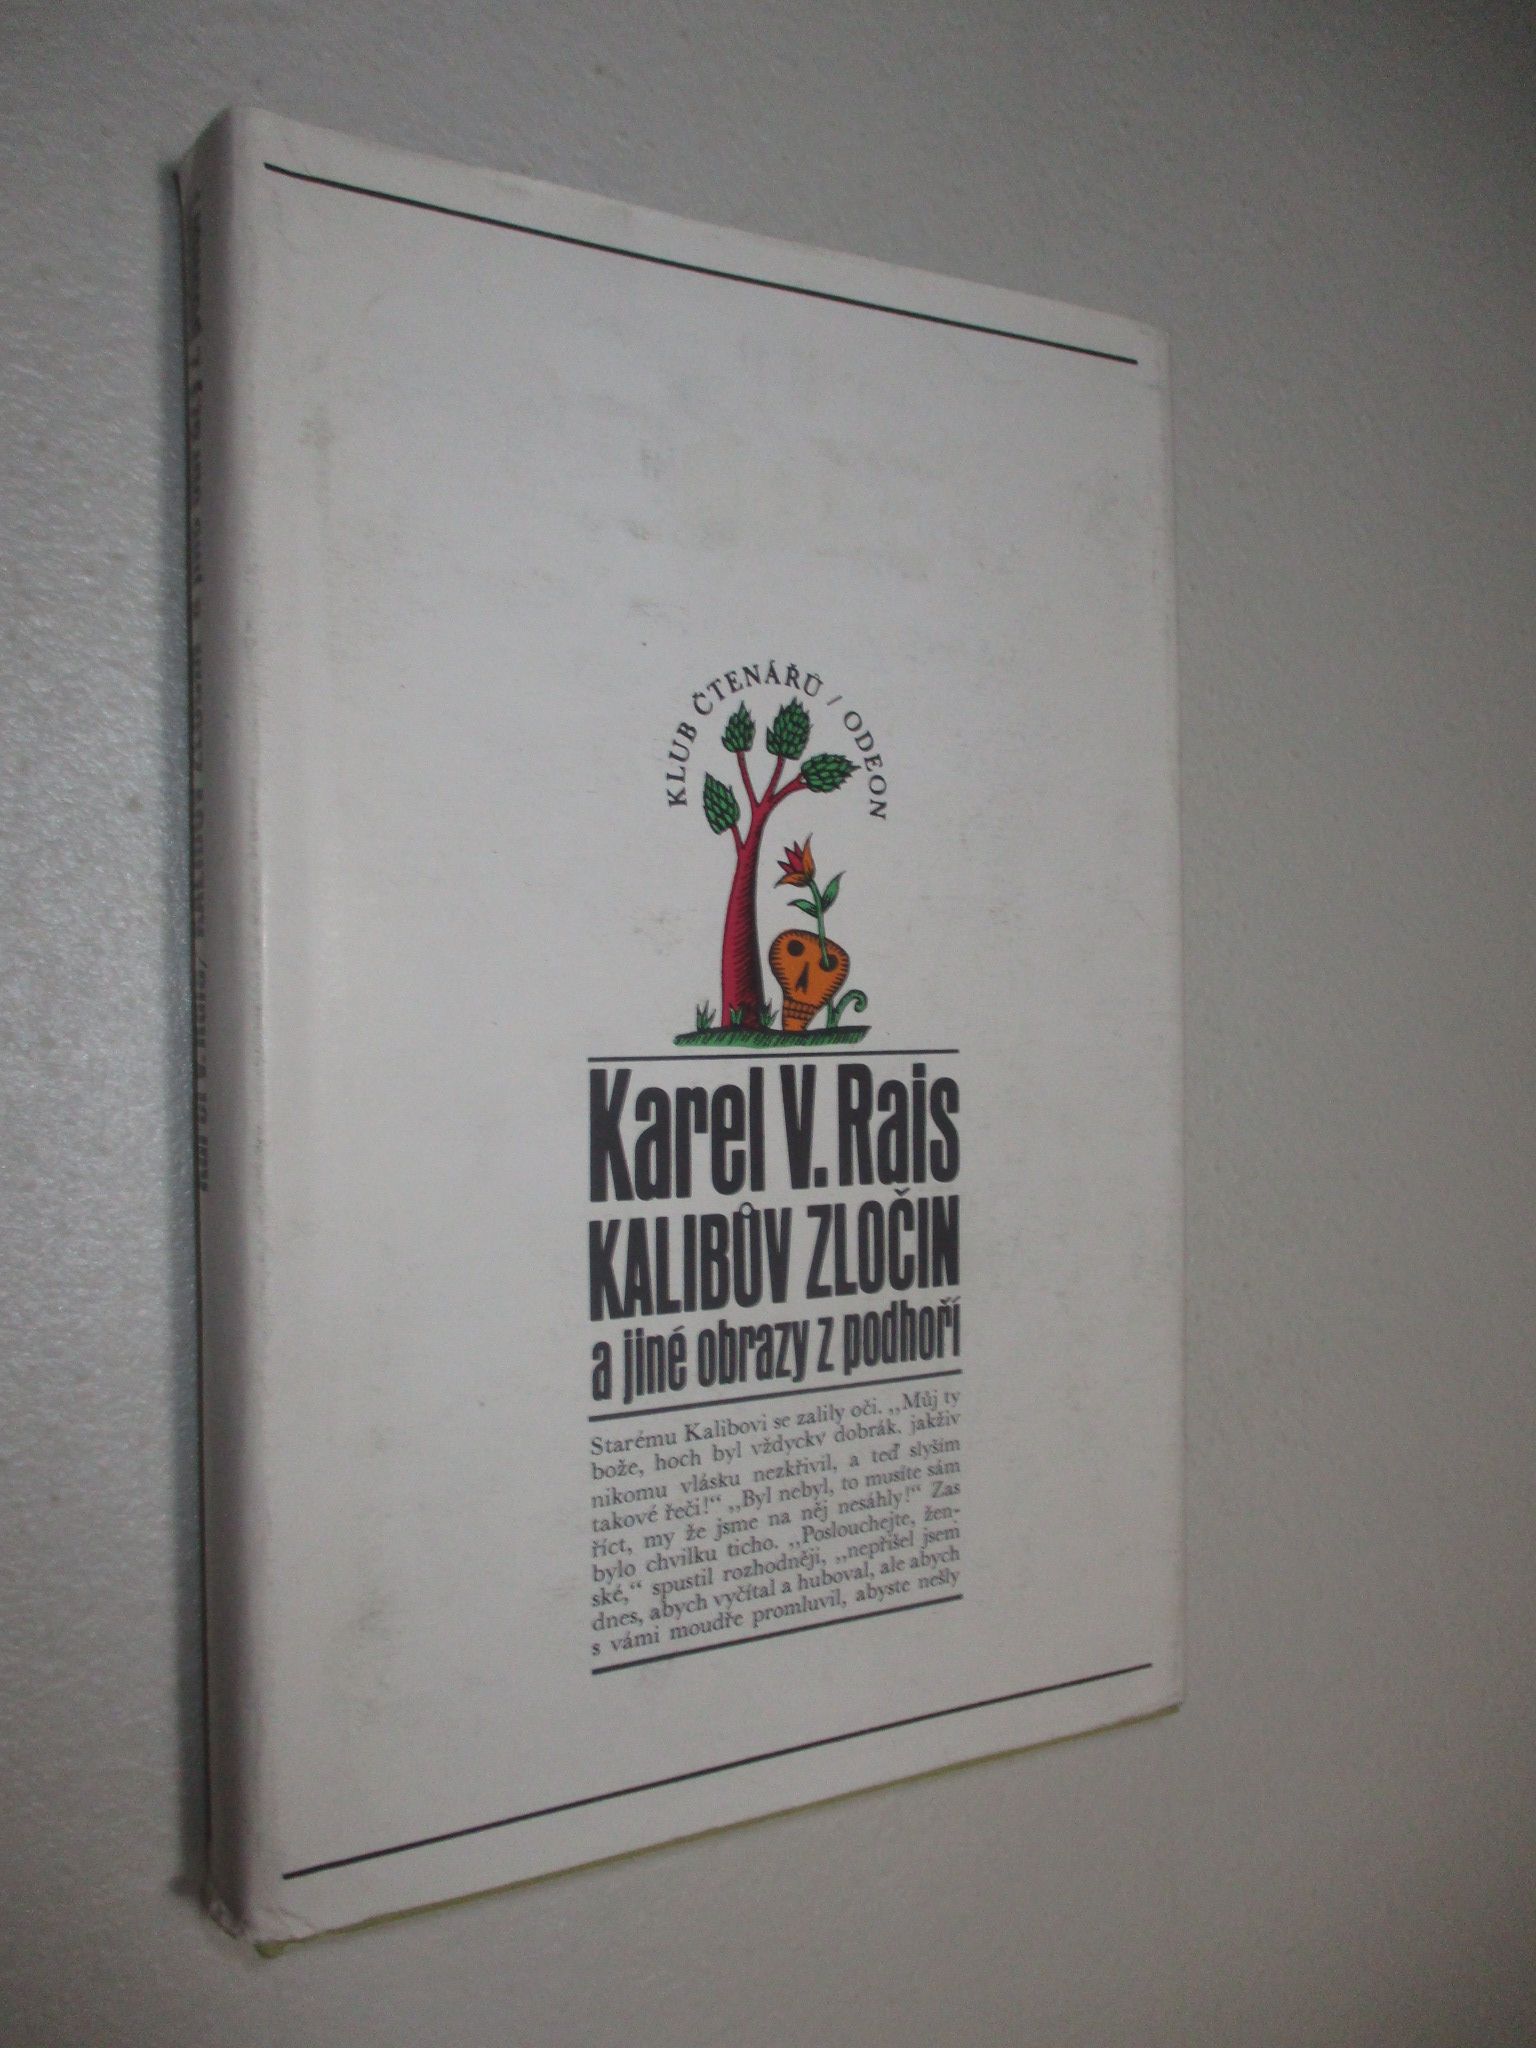 KLUB ČTENÁŘŮ / ODEON
Karel V. Rais
KALIBŮV ZLOČIN
a jiné obrazy z podhoří
Starému Kalibovi se zalily oči. „Můj ty
bože, hoch byl vždycky dobrák, jakživ
nikomu vlásku nezkřivil, a teď slyším
takové řeči!“ „Byl nebyl, to musíte sám
říct, my že jsme na něj nesáhly!“ Zas
bylo chvilku ticho. „Poslouchejte, žen-
ské,“ spustil rozhodněji, „nepřišel jsem
dnes, abych vyčítal a huboval, ale abych
s vámi moudře promluvil, abyste nešly